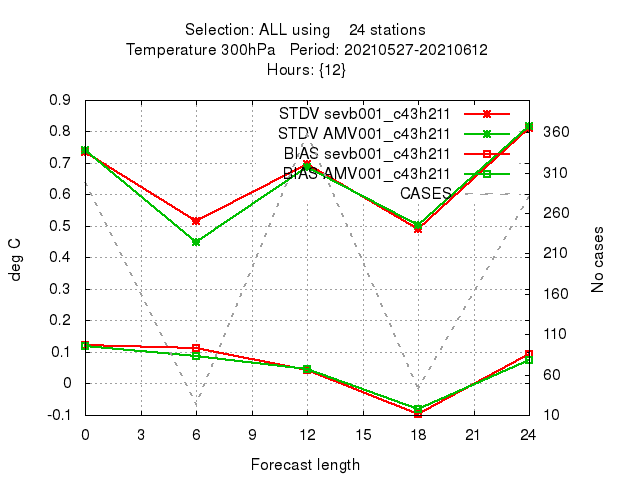 Selection: ALL using 24 stations
Temperature 300hPa Period: 20210527-20210612
Hours: {12}
STDV sevb001_c43h211
STDV AMV001_c43h211
BIAS sevb001_c43h211
BIAS AMV001_c43h211
CASES
0.9
0.8
0.7
0.6
0.5
0.4
0.3
0.2
0.1
0
-0.1
deg C
360
310
260
210
160
110
60
10
No cases
0 3 6 9 12 15 18 21 24
Forecast length